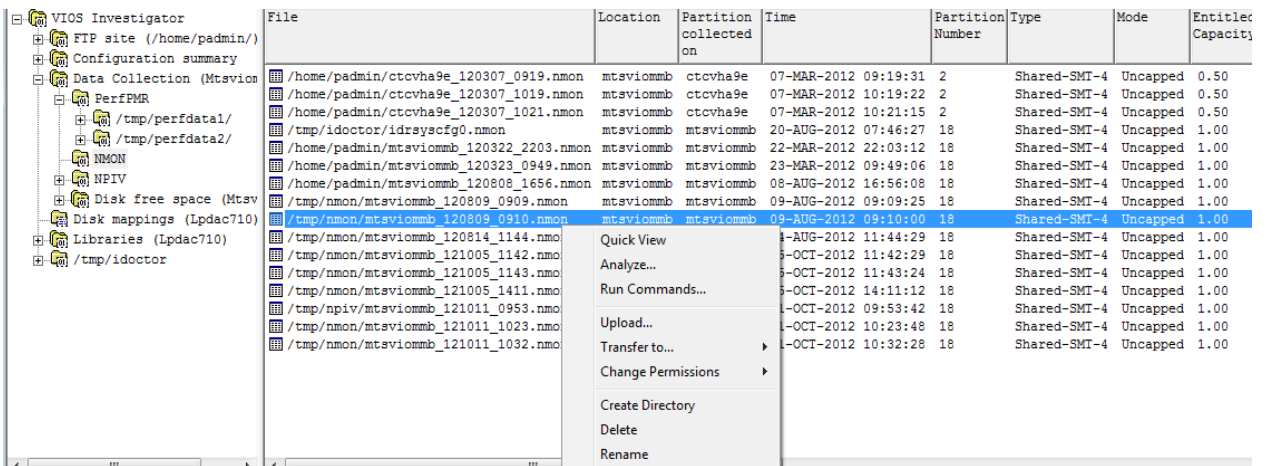 VIOS Investigator
FTP site (/home/padmin/)
Configuration summary
Data Collection (Mtsviom
PerfPMR
/tmp/perfdata1/
/tmp/perfdata2/
NMON
NPIV
Disk free space (Mtsv
Disk mappings (Lpdac710)
Libraries (Lpdac710)
/tmp/idoctor
File Location Partition collected on Time Partition Number Type Mode Entitled Capacity
/home/padmin/ctcvha9e_120307_0919.nmon mtsviommb ctcvha9e 07-MAR-2012 09:19:31 2 Shared-SMT-4 Uncapped 0.50
/home/padmin/ctcvha9e_120307_1019.nmon mtsviommb ctcvha9e 07-MAR-2012 10:19:22 2 Shared-SMT-4 Uncapped 0.50
/home/padmin/ctcvha9e_120307_1021.nmon mtsviommb ctcvha9e 07-MAR-2012 10:21:15 2 Shared-SMT-4 Uncapped 0.50
/tmp/idoctor/idrsyscfg0.nmon mtsviommb mtsviommb 20-AUG-2012 07:46:27 18 Shared-SMT-4 Uncapped 1.00
/home/padmin/mtsviommb_120322_2203.nmon mtsviommb mtsviommb 22-MAR-2012 22:03:12 18 Shared-SMT-4 Uncapped 1.00
/home/padmin/mtsviommb_120323_0949.nmon mtsviommb mtsviommb 23-MAR-2012 09:49:06 18 Shared-SMT-4 Uncapped 1.00
/home/padmin/mtsviommb_120808_1656.nmon mtsviommb mtsviommb 08-AUG-2012 16:56:08 18 Shared-SMT-4 Uncapped 1.00
/tmp/nmon/mtsviommb_120809_0909.nmon mtsviommb mtsviommb 09-AUG-2012 09:09:25 18 Shared-SMT-4 Uncapped 1.00
/tmp/nmon/mtsviommb_120809_0910.nmon mtsviommb mtsviommb 09-AUG-2012 09:10:00 18 Shared-SMT-4 Uncapped 1.00
/tmp/nmon/mtsviommb_120814_1144.nmo -AUG-2012 11:44:29 18 Shared-SMT-4 Uncapped 1.00
/tmp/nmon/mtsviommb_121005_1142.nmo -OCT-2012 11:42:29 18 Shared-SMT-4 Uncapped 1.00
/tmp/nmon/mtsviommb_121005_1143.nmo -OCT-2012 11:43:24 18 Shared-SMT-4 Uncapped 1.00
/tmp/nmon/mtsviommb_121005_1411.nmo -OCT-2012 14:11:12 18 Shared-SMT-4 Uncapped 1.00
/tmp/npiv/mtsviommb_121011_0953.nmo -OCT-2012 09:53:42 18 Shared-SMT-4 Uncapped 1.00
/tmp/nmon/mtsviommb_121011_1023.nmo -OCT-2012 10:23:48 18 Shared-SMT-4 Uncapped 1.00
/tmp/nmon/mtsviommb_121011_1032.nmo -OCT-2012 10:32:28 18 Shared-SMT-4 Uncapped 1.00
Quick View
Analyze...
Run Commands...
Upload...
Transfer to...
Change Permissions
Create Directory
Delete
Rename